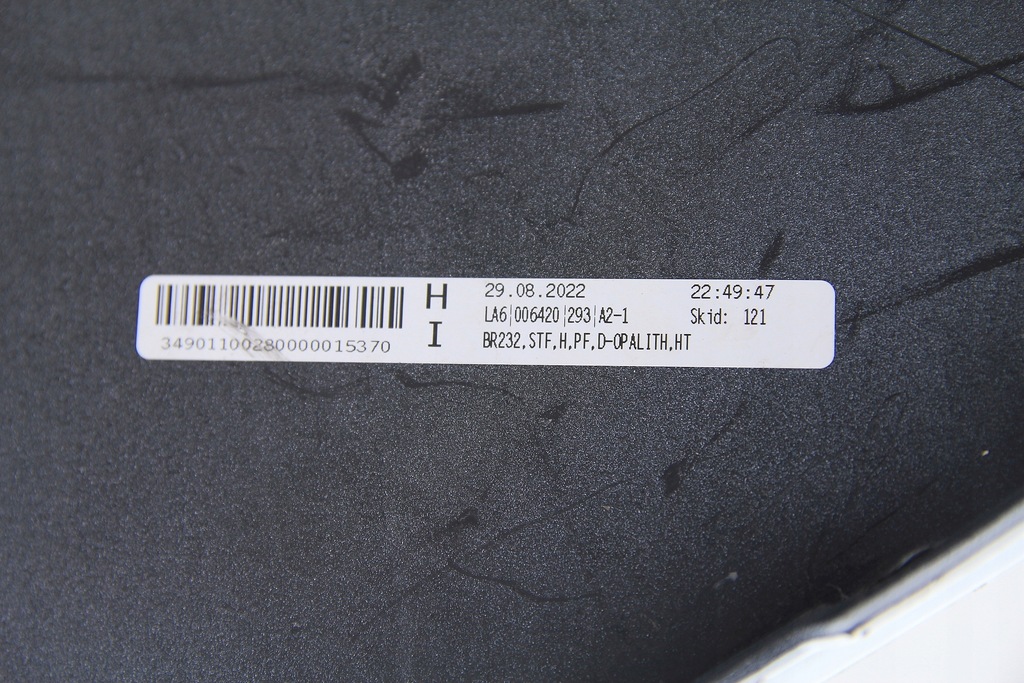 34901100280000015370
H
I
29.08.2022 22:49:47
LA6|006420|293|A2-1 Skid: 121
BR232,STF,H,PF,D-OPALITH,HT